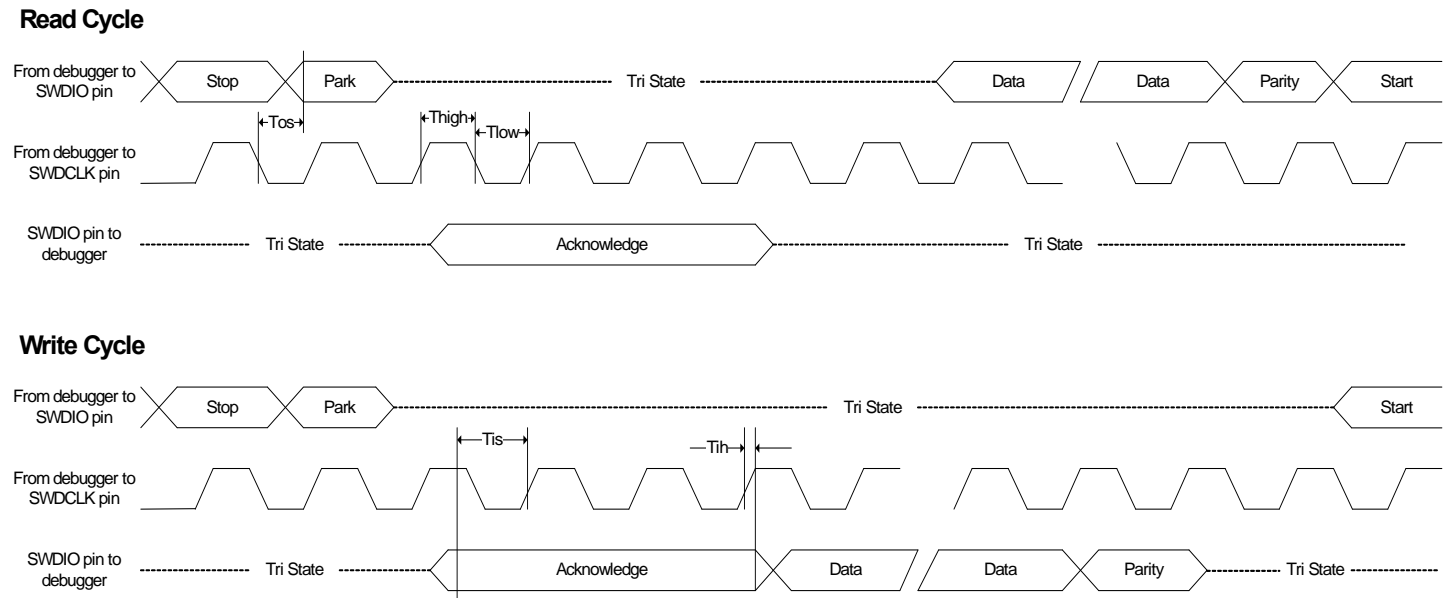 Read Cycle
From debugger to
SWDIO pin
Stop
Park
Tri State
Data
Data
Parity
Start
Tos
Thigh
Tlow
From debugger to
SWDCLK pin
SWDIO pin to
debugger
Tri State
Acknowledge
Tri State
Write Cycle
From debugger to
SWDIO pin
Stop
Park
Tri State
Start
Tis
Tih
From debugger to
SWDCLK pin
SWDIO pin to
debugger
Tri State
Acknowledge
Data
Data
Parity
Tri State